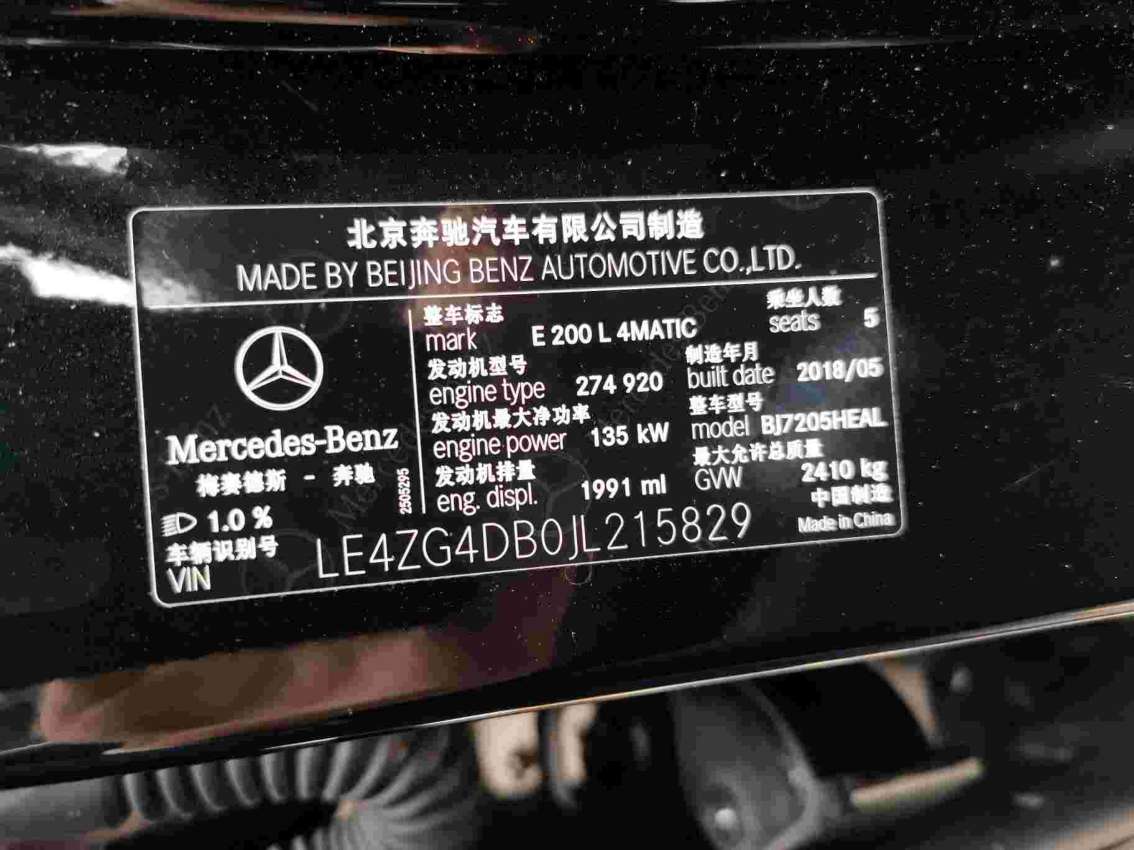 北京奔驰汽车有限公司制造
MADE BY BEIJING BENZ AUTOMOTIVE CO.,LTD.
Mercedes-Benz
梅赛德斯 - 奔驰
1.0 %
2505295
整车标志
mark E 200 L 4MATIC
乘坐人数
seats 5
发动机型号
engine type 274 920
制造年月
built date 2018/05
发动机最大净功率
engine power 135 kW
整车型号
model BJ7205HEAL
发动机排量
eng. displ. 1991 ml
最大允许总质量
GVW 2410 kg
中国制造
Made in China
车辆识别号
VIN LE4ZG4DB0JL215829